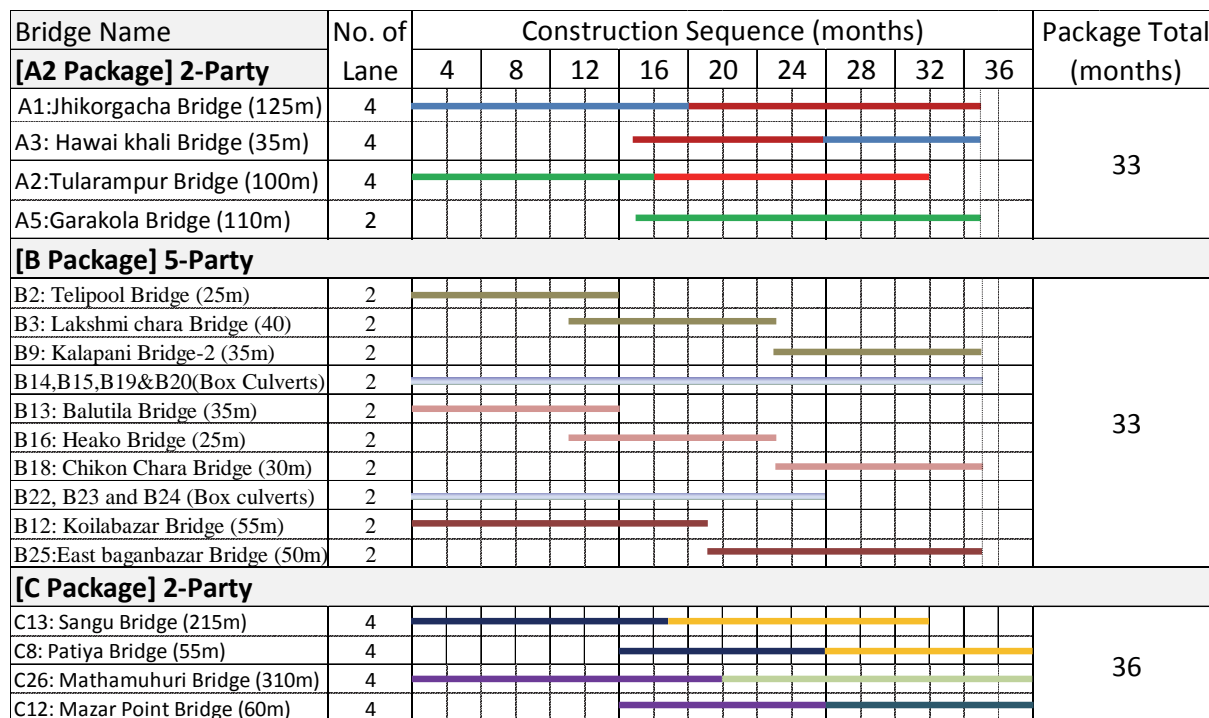 Bridge Name No. of Construction Sequence (months) Package Total
[A2 Package] 2-Party Lane 4 8 12 16 20 24 28 32 36 (months)
A1:Jhikorgacha Bridge (125m) 4
A3: Hawai khali Bridge (35m) 4
33
A2:Tularampur Bridge (100m) 4
A5:Garakola Bridge (110m) 2
[B Package] 5-Party
B2: Telipool Bridge (25m) 2
B3: Lakshmi chara Bridge (40) 2
B9: Kalapani Bridge-2 (35m) 2
B14,B15,B19&B20(Box Culverts) 2
B13: Balutila Bridge (35m) 2
33
B16: Heako Bridge (25m) 2
B18: Chikon Chara Bridge (30m) 2
B22, B23 and B24 (Box culverts) 2
B12: Koilabazar Bridge (55m) 2
B25:East baganbazar Bridge (50m) 2
[C Package] 2-Party
C13: Sangu Bridge (215m) 4
C8: Patiya Bridge (55m) 4
36
C26: Mathamuhuri Bridge (310m) 4
C12: Mazar Point Bridge (60m) 4